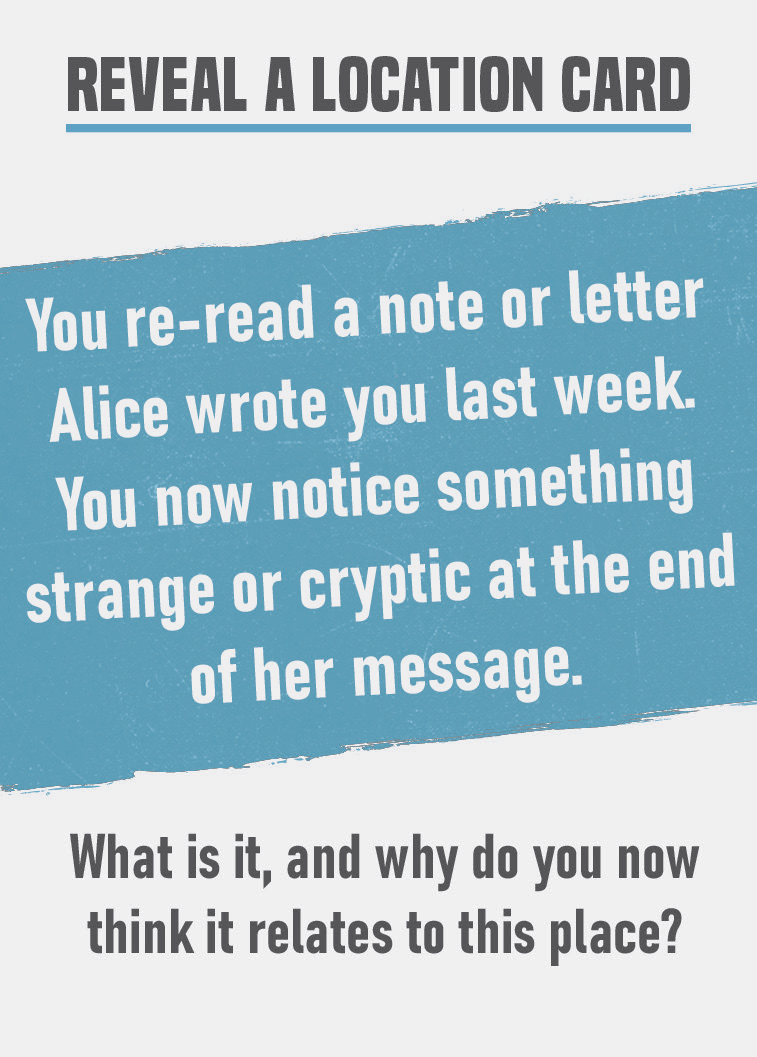 REVEAL A LOCATION CARD
You re-read a note or letter
Alice wrote you last week.
You now notice something
strange or cryptic at the end
of her message.
What is it, and why do you now
think it relates to this place?